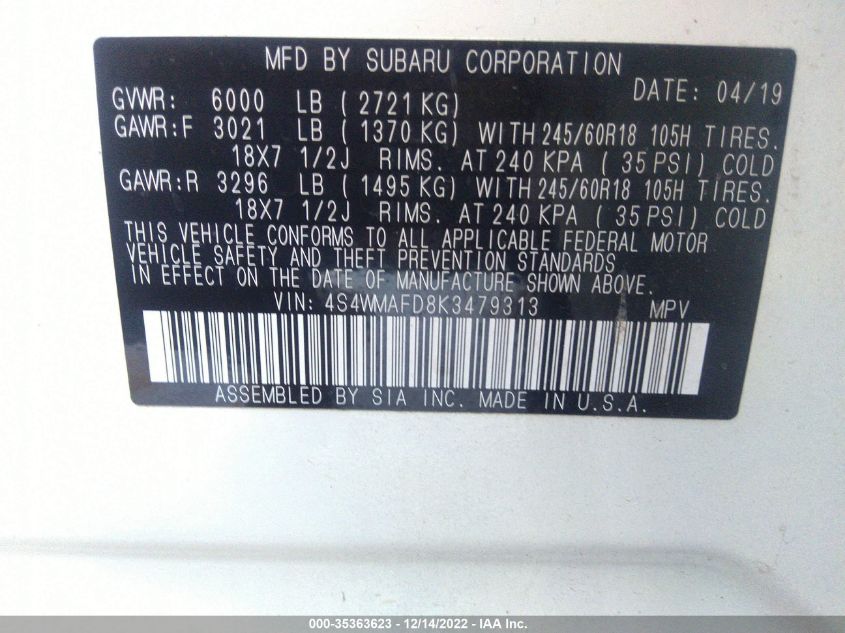 MFD BY SUBARU CORPORATION
DATE: 04/19
GVWR: 6000 LB ( 2721 KG)
GAWR:F 3021 LB ( 1370 KG) WITH 245/60R18 105H TIRES.
18X7 1/2J RIMS. AT 240 KPA ( 35 PSI) COLD
GAWR:R 3296 LB ( 1495 KG) WITH 245/60R18 105H TIRES.
18X7 1/2J RIMS. AT 240 KPA ( 35 PSI) COLD
THIS VEHICLE CONFORMS TO ALL APPLICABLE FEDERAL MOTOR
VEHICLE SAFETY AND THEFT PREVENTION STANDARDS
IN EFFECT ON THE DATE OF MANUFACTURE SHOWN ABOVE.
VIN: 4S4WMAFD8K3479313 MPV
ASSEMBLED BY SIA INC. MADE IN U.S.A.
000-35363623 - 12/14/2022 - IAA Inc.